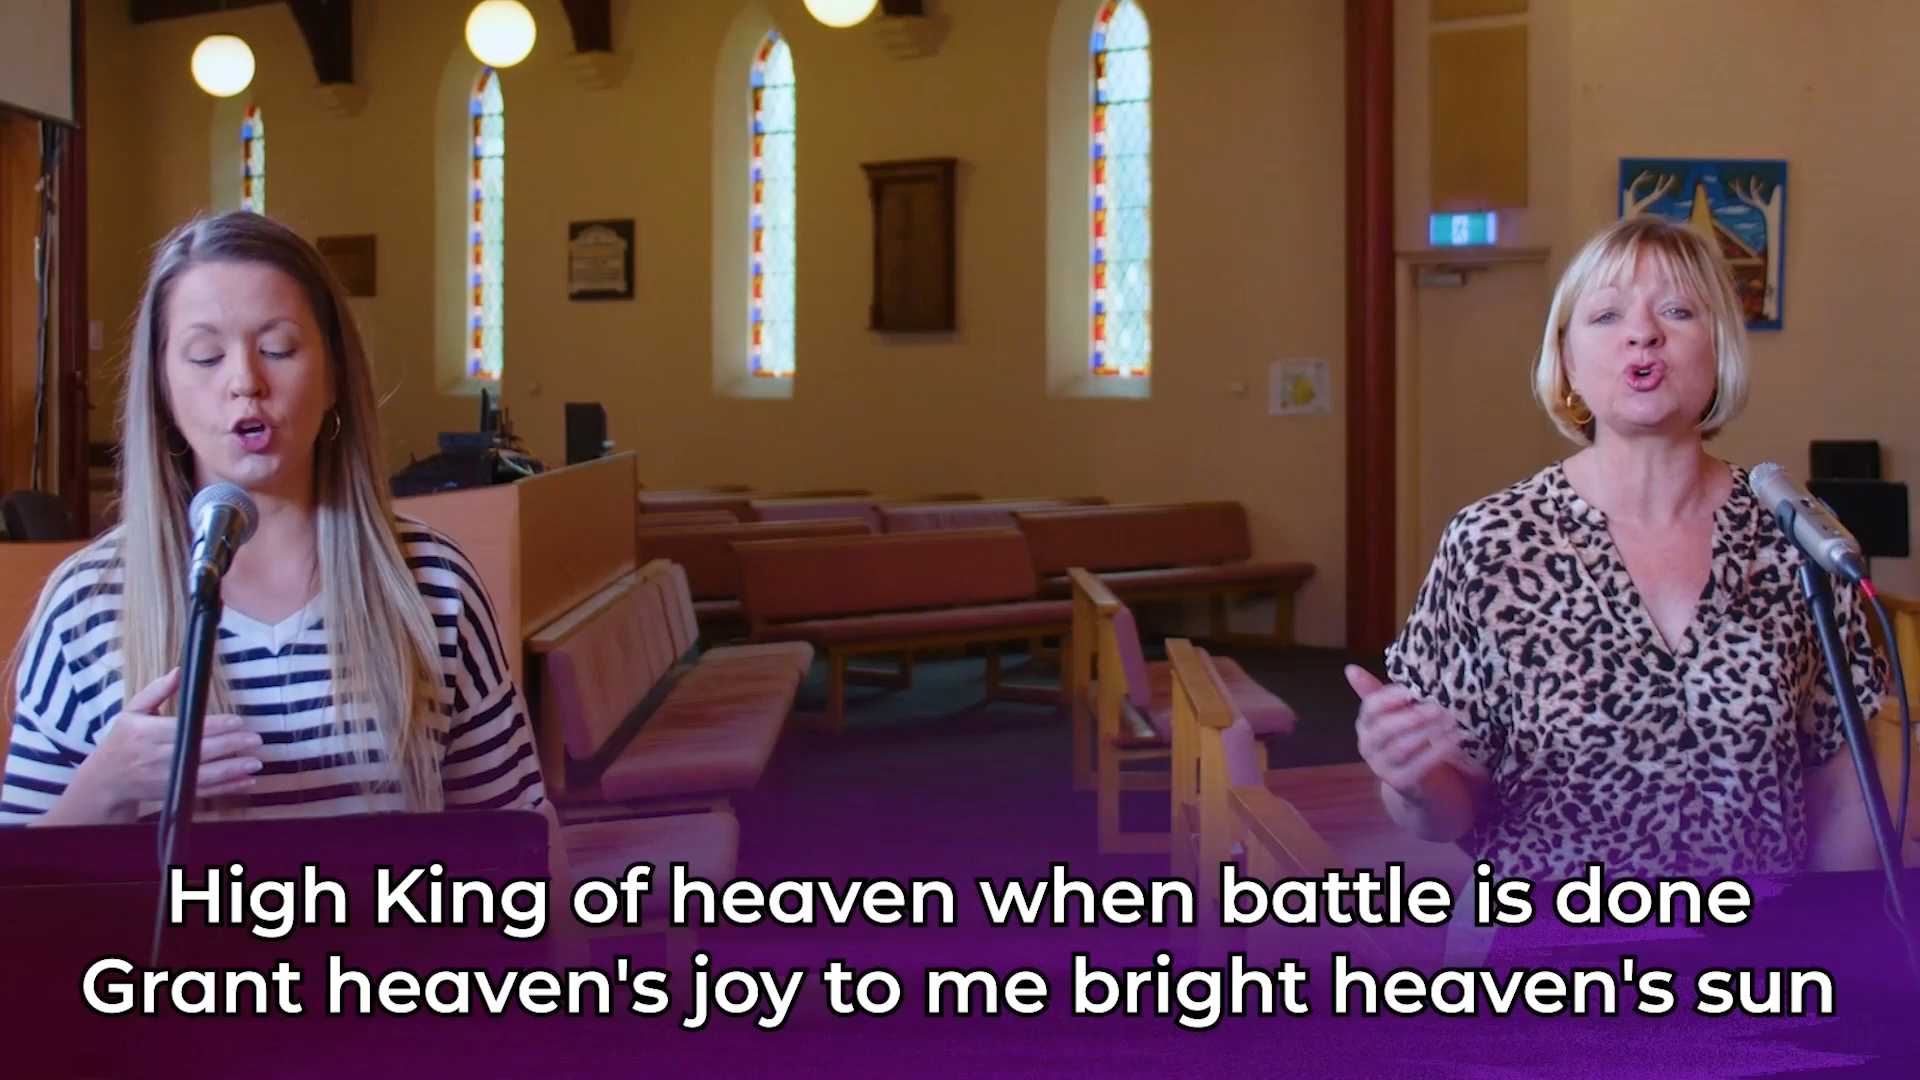 High King of heaven when battle is done
Grant heaven's joy to me bright heaven's sun